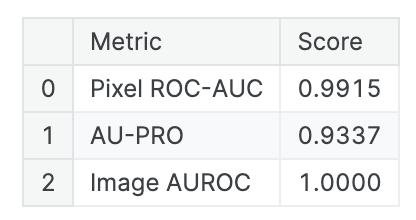 Metric Score
0 Pixel ROC-AUC 0.9915
1 AU-PRO 0.9337
2 Image AUROC 1.0000